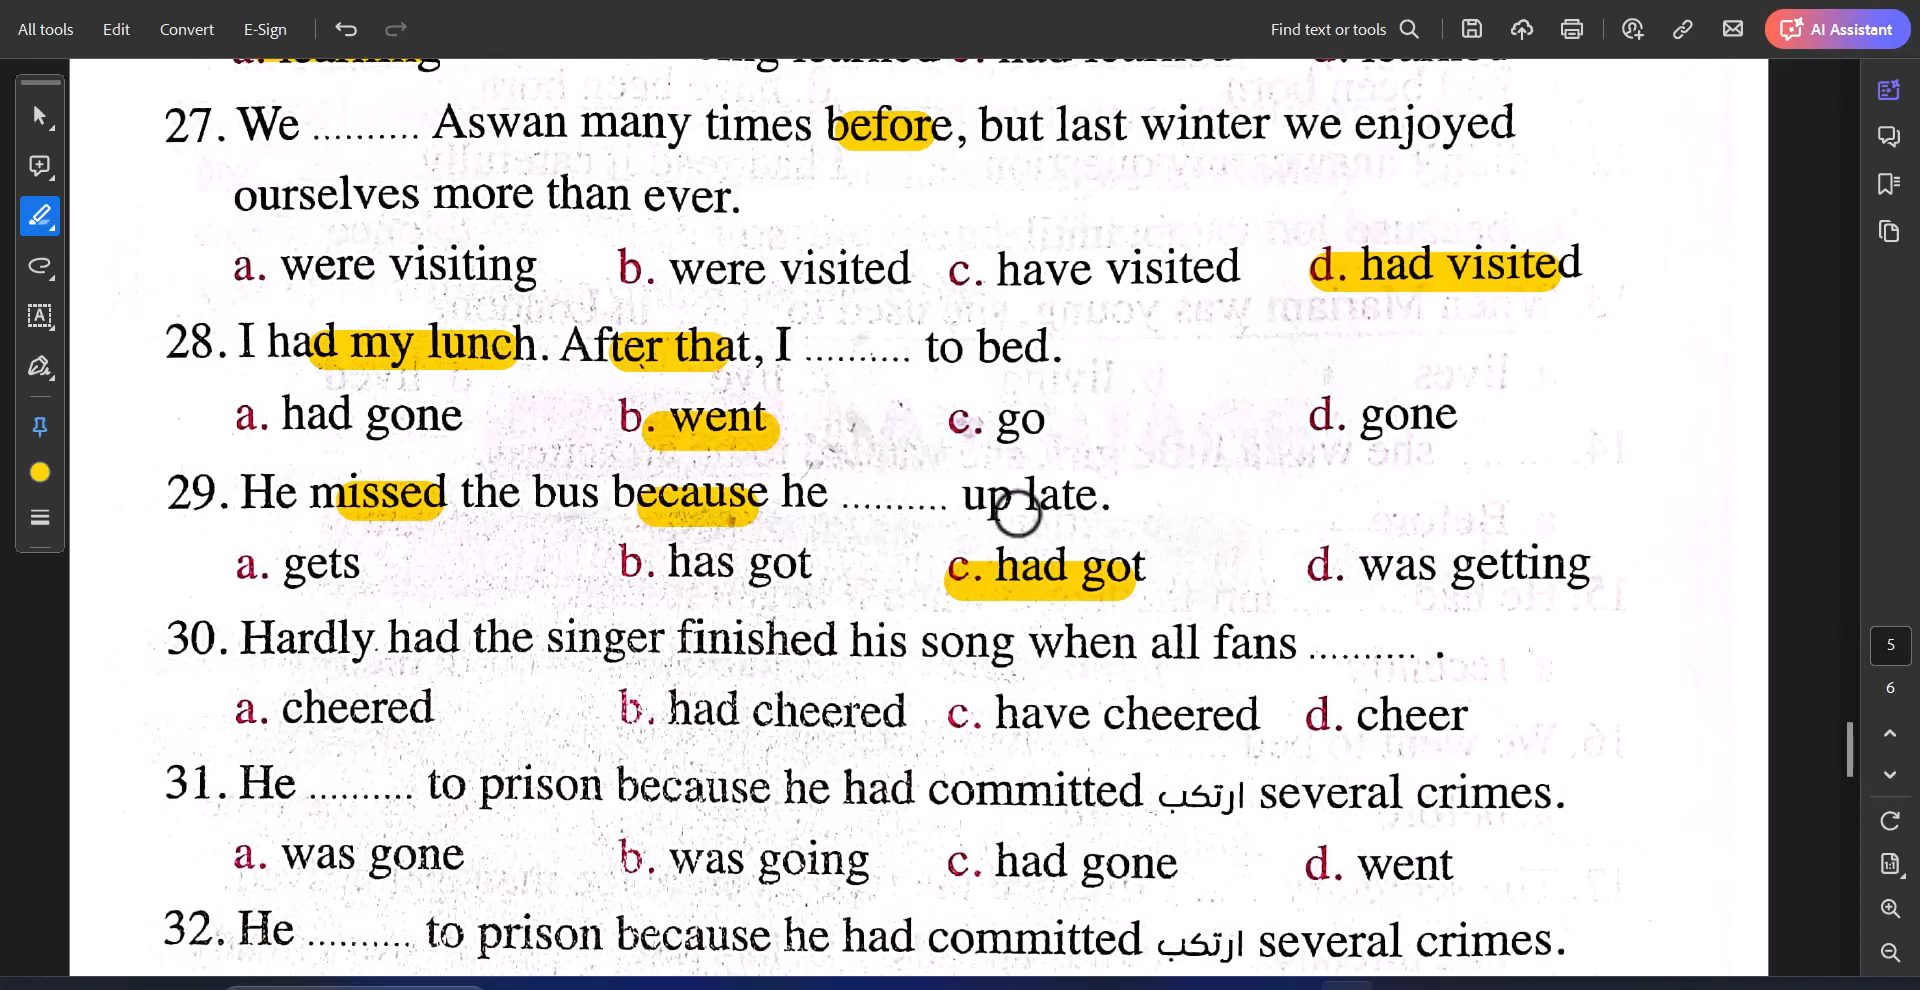 All tools Edit Convert E-Sign Find text or tools AI Assistant
27. We .......... Aswan many times before, but last winter we enjoyed
ourselves more than ever.
a. were visiting b. were visited c. have visited d. had visited
28. I had my lunch. After that, I .......... to bed.
a. had gone b. went c. go d. gone
29. He missed the bus because he .......... up late.
a. gets b. has got c. had got d. was getting
30. Hardly had the singer finished his song when all fans .......... .
a. cheered b. had cheered c. have cheered d. cheer
31. He .......... to prison because he had committed ارتكب several crimes.
a. was gone b. was going c. had gone d. went
32. He .......... to prison because he had committed ارتكب several crimes.
5
6